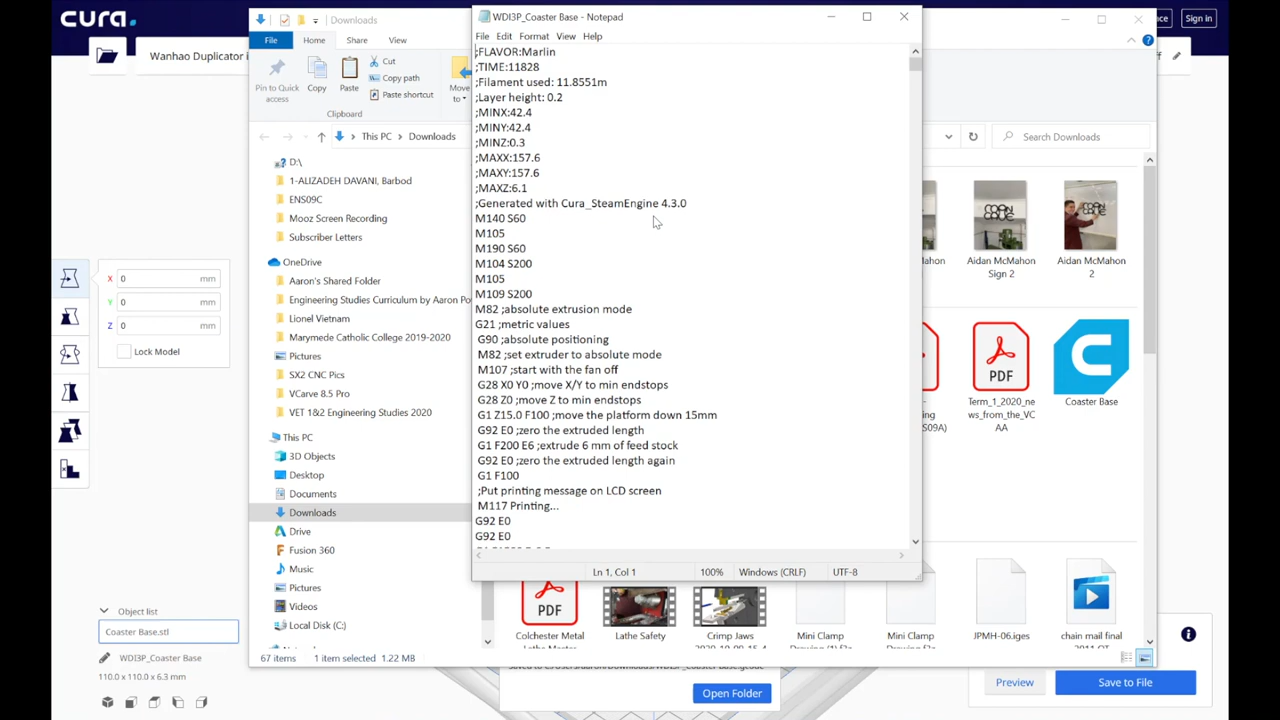 cura.
Wanhao Duplicator i
Sign in
Downloads
File
Home
Share
View
Pin to Quick
access
Copy
Paste
Cut
Copy path
Paste shortcut
Move
to
Clipboard
This PC
Downloads
Search Downloads
X 0 mm
Y 0 mm
Z 0 mm
Lock Model
D:\
1-ALIZADEH DAVANI, Barbod
ENS09C
Mooz Screen Recording
Subscriber Letters
OneDrive
Aaron's Shared Folder
Engineering Studies Curriculum by Aaron Po
Lionel Vietnam
Marymede Catholic College 2019-2020
Pictures
SX2 CNC Pics
VCarve 8.5 Pro
VET 1&2 Engineering Studies 2020
This PC
3D Objects
Desktop
Documents
Downloads
Drive
Fusion 360
Music
Pictures
Videos
Local Disk (C:)
67 items
1 item selected 1.22 MB
WDI3P_Coaster Base - Notepad
File Edit Format View Help
;FLAVOR:Marlin
;TIME:11828
;Filament used: 11.8551m
;Layer height: 0.2
;MINX:42.4
;MINY:42.4
;MINZ:0.3
;MAXX:157.6
;MAXY:157.6
;MAXZ:6.1
;Generated with Cura_SteamEngine 4.3.0
M140 S60
M105
M190 S60
M104 S200
M105
M109 S200
M82 ;absolute extrusion mode
G21 ;metric values
G90 ;absolute positioning
M82 ;set extruder to absolute mode
M107 ;start with the fan off
G28 X0 Y0 ;move X/Y to min endstops
G28 Z0 ;move Z to min endstops
G1 Z15.0 F100 ;move the platform down 15mm
G92 E0 ;zero the extruded length
G1 F200 E6 ;extrude 6 mm of feed stock
G92 E0 ;zero the extruded length again
G1 F100
;Put printing message on LCD screen
M117 Printing...
G92 E0
G92 E0
Ln 1, Col 1
100%
Windows (CRLF)
UTF-8
Aidan McMahon
Sign 2
Aidan McMahon
2
PDF
Term_1_2020_ne
ws_from_the_VC
AA
Coaster Base
PDF
Colchester Metal
Lathe Safety
Crimp Jaws
Mini Clamp
Mini Clamp
JPMH-06.iges
chain mail final
Object list
Coaster Base.stl
WDI3P_Coaster Base
110.0 x 110.0 x 6.3 mm
Open Folder
Preview
Save to File